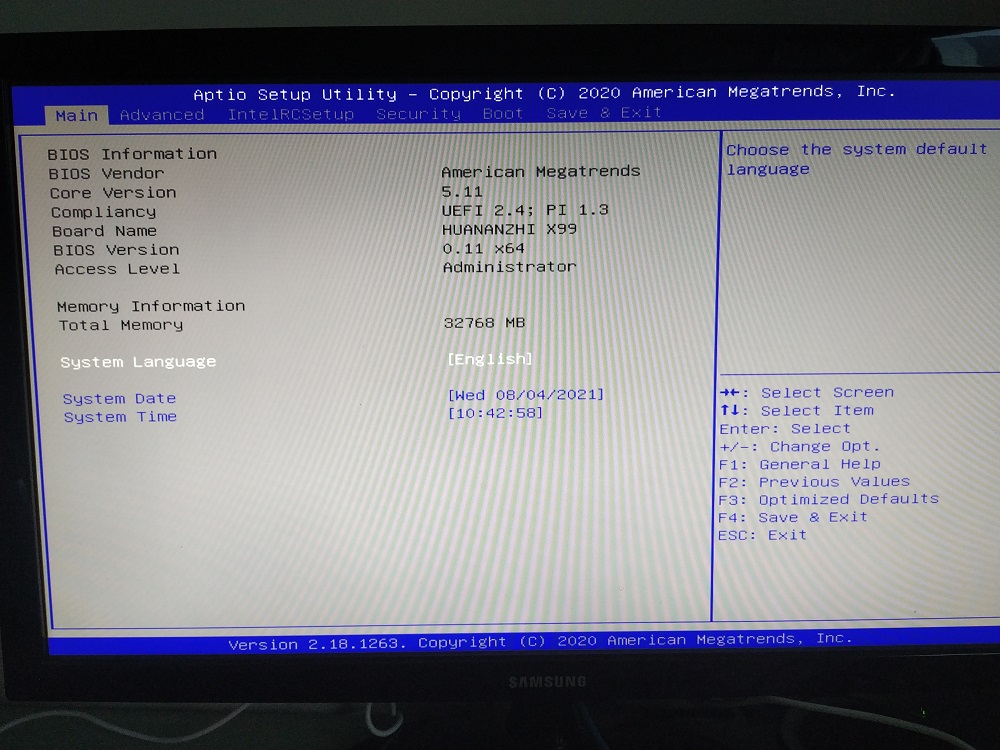 Aptio Setup Utility - Copyright (C) 2020 American Megatrends, Inc.
Main Advanced IntelRCSetup Security Boot Save & Exit
BIOS Information
BIOS Vendor American Megatrends
Core Version 5.11
Compliancy UEFI 2.4; PI 1.3
Board Name HUANANZHI X99
BIOS Version 0.11 x64
Access Level Administrator
Memory Information
Total Memory 32768 MB
System Language [English]
System Date [Wed 08/04/2021]
System Time [10:42:58]
Choose the system default
language
→←: Select Screen
↑↓: Select Item
Enter: Select
+/-: Change Opt.
F1: General Help
F2: Previous Values
F3: Optimized Defaults
F4: Save & Exit
ESC: Exit
Version 2.18.1263. Copyright (C) 2020 American Megatrends, Inc.
SAMSUNG